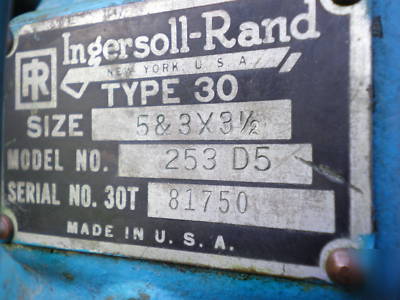 IR Ingersoll-Rand
NEW YORK, U.S.A.
TYPE 30
SIZE 5&3X3½
MODEL NO. 253 D5
SERIAL NO. 30T 81750
MADE IN U.S.A.